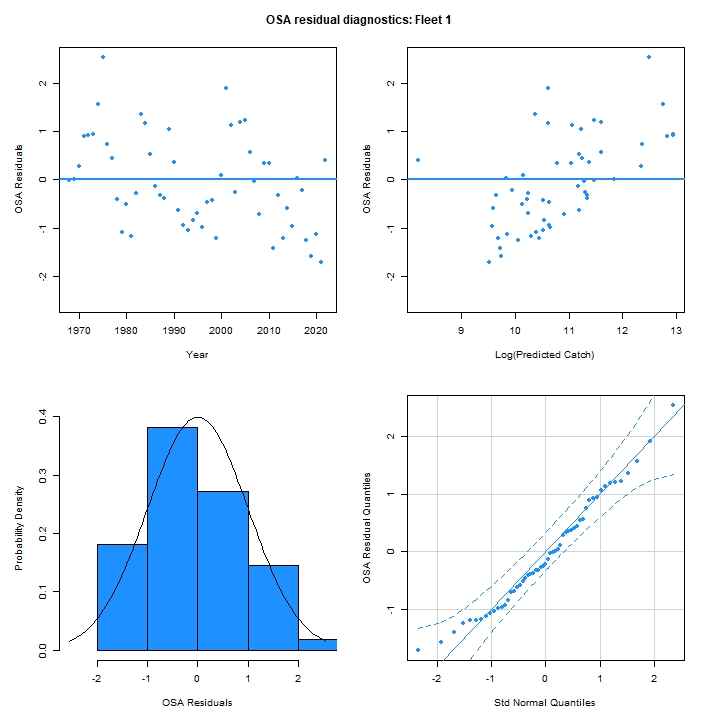 OSA residual diagnostics: Fleet 1
OSA Residuals
2
1
0
-1
-2
1970 1980 1990 2000 2010 2020
Year
OSA Residuals
2
1
0
-1
-2
9 10 11 12 13
Log(Predicted Catch)
Probability Density
0.4
0.3
0.2
0.1
0.0
-2 -1 0 1 2
OSA Residuals
OSA Residual Quantiles
2
1
0
-1
-2 -1 0 1 2
Std Normal Quantiles